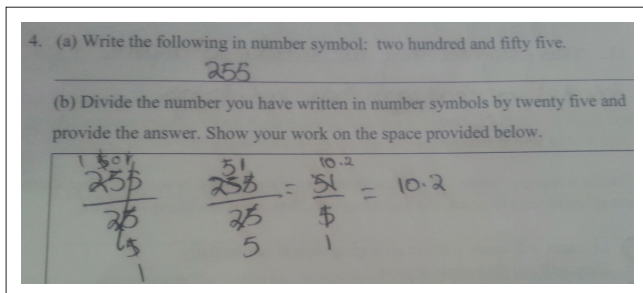 4. (a) Write the following in number symbol: two hundred and fifty five.
255
(b) Divide the number you have written in number symbols by twenty five and
provide the answer. Show your work on the space provided below.
51 10.2
255 255 = 51 = 10.2
25 25 5
5 5 1
1